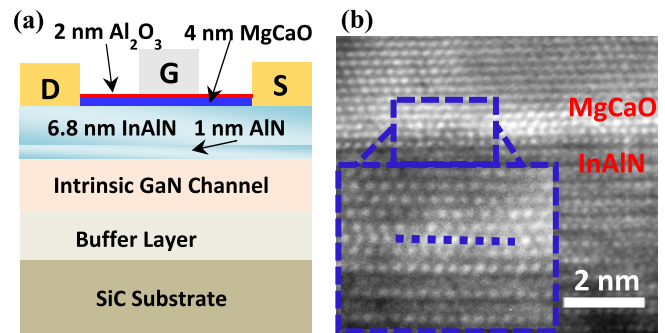 (a)
2 nm Al2O3
4 nm MgCaO
D
G
S
6.8 nm InAlN
1 nm AlN
Intrinsic GaN Channel
Buffer Layer
SiC Substrate
(b)
MgCaO
InAlN
2 nm